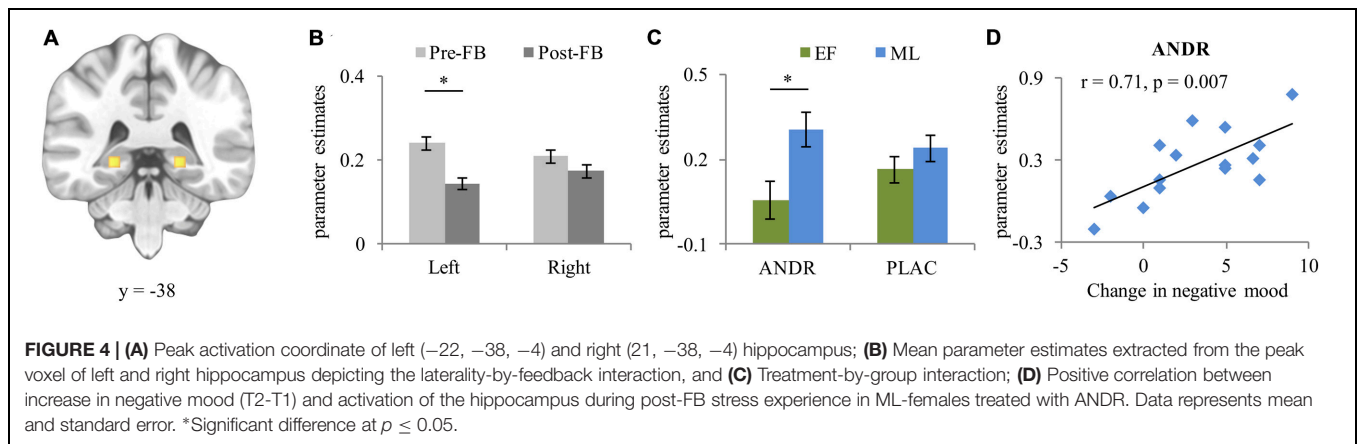 A
y = -38
B
Pre-FB Post-FB
parameter estimates
0.4
0.2
0
*
Left Right
C
EF ML
parameter estimates
0.5
0.2
-0.1
*
ANDR PLAC
D
ANDR
r = 0.71, p = 0.007
parameter estimates
0.9
0.3
-0.3
-5 0 5 10
Change in negative mood
FIGURE 4 | (A) Peak activation coordinate of left (−22, −38, −4) and right (21, −38, −4) hippocampus; (B) Mean parameter estimates extracted from the peak
voxel of left and right hippocampus depicting the laterality-by-feedback interaction, and (C) Treatment-by-group interaction; (D) Positive correlation between
increase in negative mood (T2-T1) and activation of the hippocampus during post-FB stress experience in ML-females treated with ANDR. Data represents mean
and standard error. *Significant difference at p ≤ 0.05.